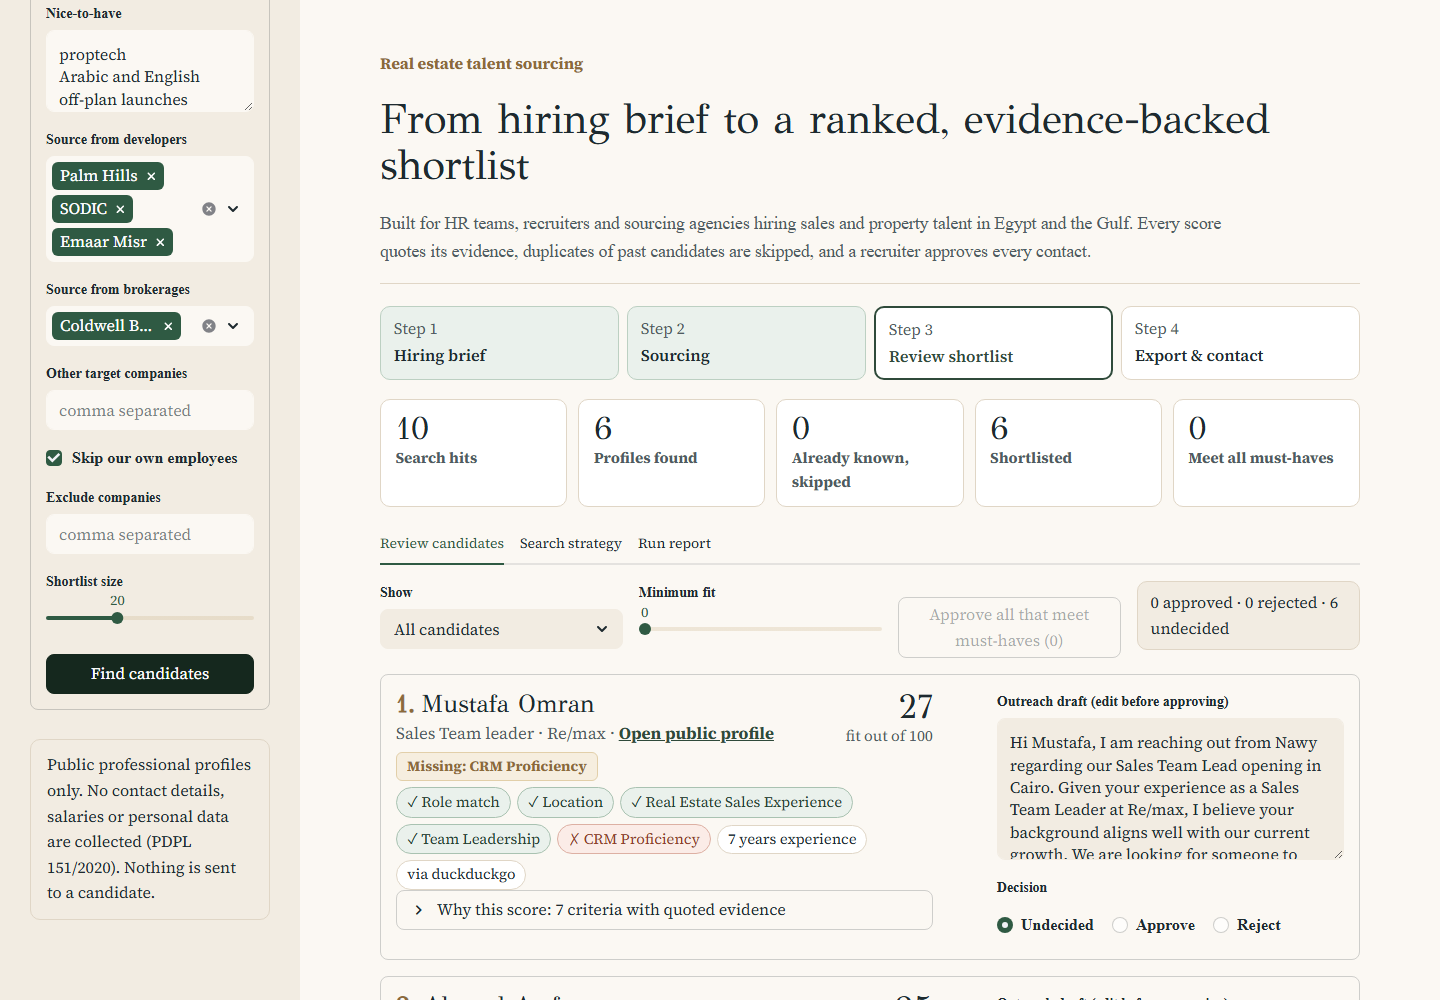 Nice-to-have
proptech
Arabic and English
off-plan launches
Source from developers
Palm Hills ×
SODIC ×
Emaar Misr ×
Source from brokerages
Coldwell B... ×
Other target companies
comma separated
Skip our own employees
Exclude companies
comma separated
Shortlist size
20
Find candidates
Public professional profiles
only. No contact details,
salaries or personal data
are collected (PDPL
151/2020). Nothing is sent
to a candidate.
Real estate talent sourcing
From hiring brief to a ranked, evidence-backed
shortlist
Built for HR teams, recruiters and sourcing agencies hiring sales and property talent in Egypt and the Gulf. Every score
quotes its evidence, duplicates of past candidates are skipped, and a recruiter approves every contact.
Step 1
Hiring brief
Step 2
Sourcing
Step 3
Review shortlist
Step 4
Export & contact
10
Search hits
6
Profiles found
0
Already known,
skipped
6
Shortlisted
0
Meet all must-haves
Review candidates
Search strategy
Run report
Show
All candidates
Minimum fit
0
Approve all that meet
must-haves (0)
0 approved · 0 rejected · 6
undecided
1. Mustafa Omran
Sales Team leader · Re/max · Open public profile
27
fit out of 100
Missing: CRM Proficiency
✓ Role match
✓ Location
✓ Real Estate Sales Experience
✓ Team Leadership
✗ CRM Proficiency
7 years experience
via duckduckgo
Why this score: 7 criteria with quoted evidence
Outreach draft (edit before approving)
Hi Mustafa, I am reaching out from Nawy
regarding our Sales Team Lead opening in
Cairo. Given your experience as a Sales
Team Leader at Re/max, I believe your
background aligns well with our current
growth. We are looking for someone to
Decision
Undecided
Approve
Reject